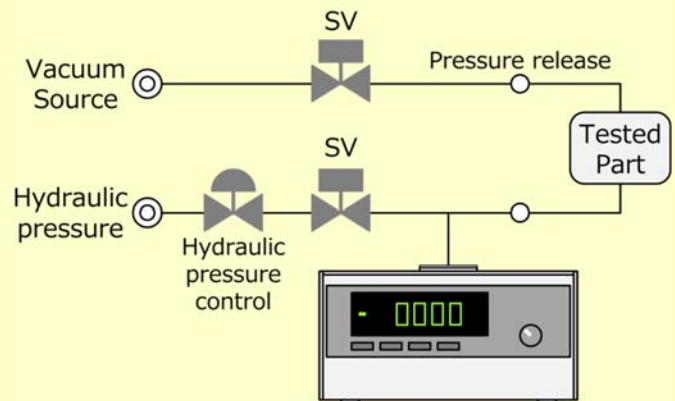 SV
Vacuum
Source
Pressure release
Tested
Part
SV
Hydraulic
pressure
Hydraulic
pressure
control
- 0000